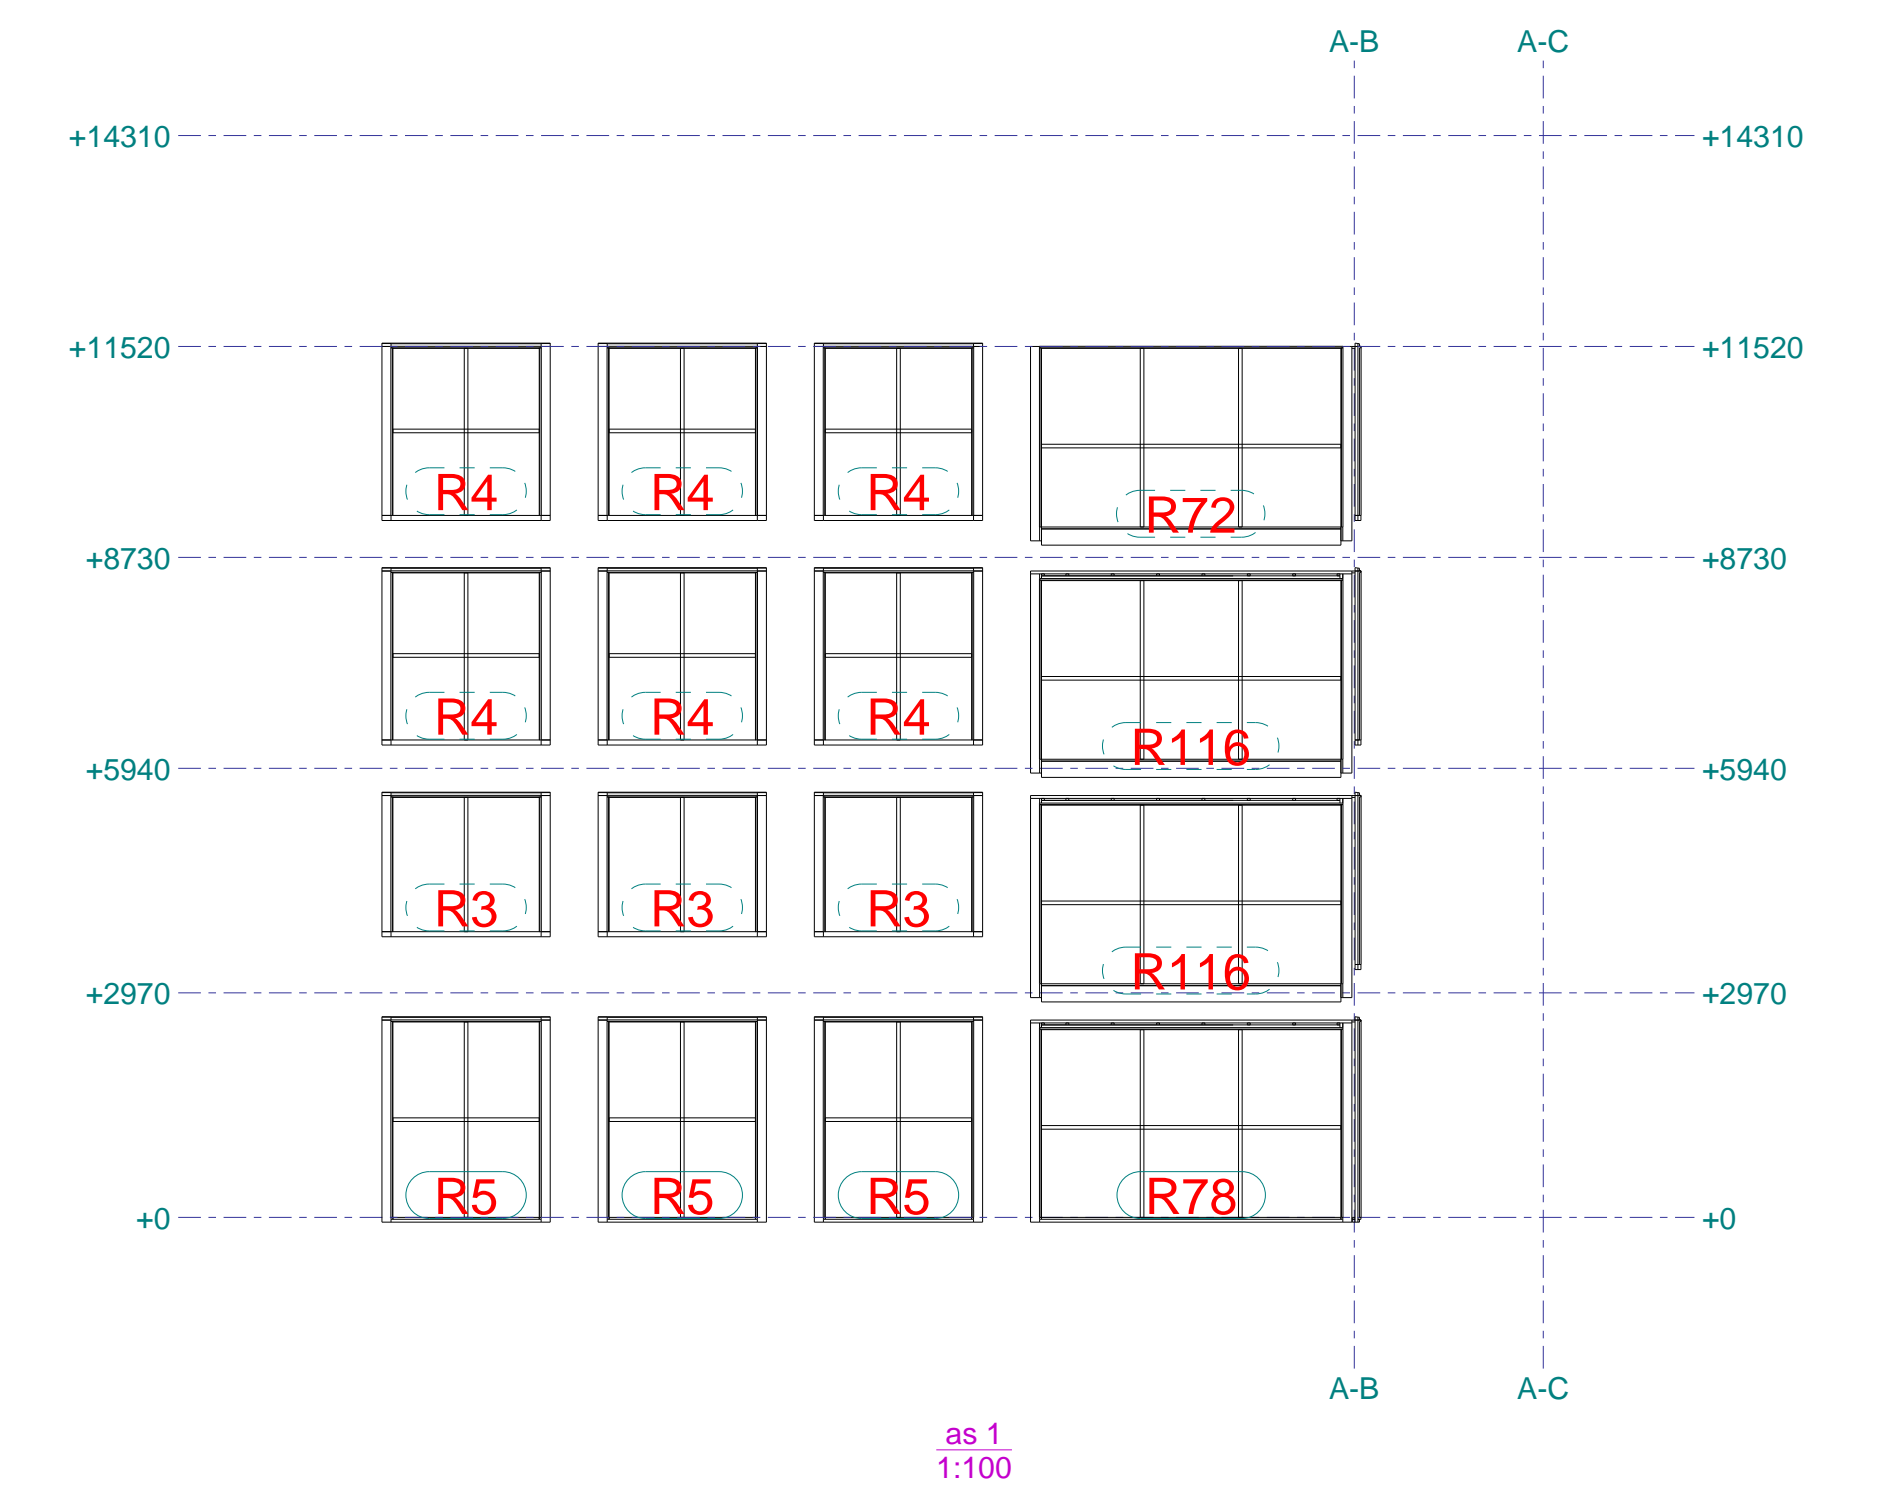 A-B A-C
+14310 +14310
+11520 +11520
R4 R4 R4 R72
+8730 +8730
R4 R4 R4 R116
+5940 +5940
R3 R3 R3
R116
+2970 +2970
R5 R5 R5 R78
+0 +0
A-B A-C
as 1
1:100